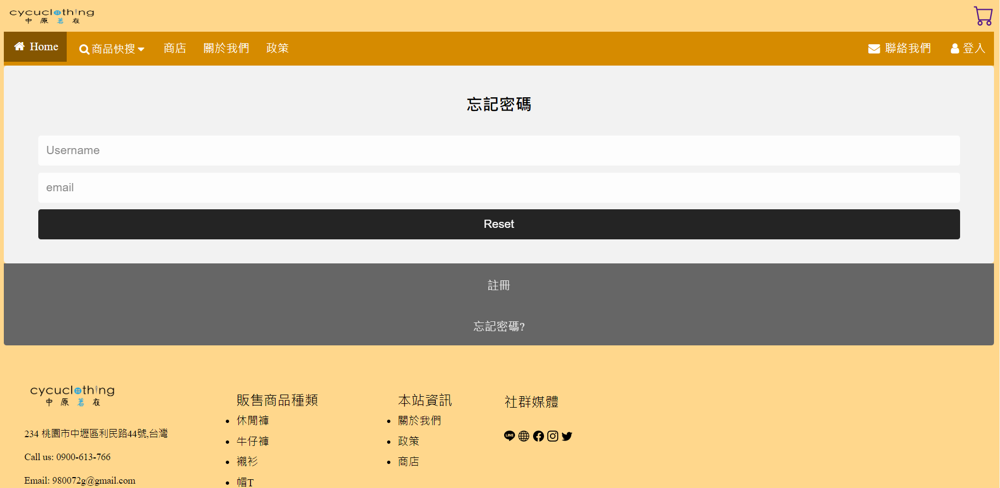 cycuclothing
中原著衣
Home 商品快搜 商店 關於我們 政策 聯絡我們 登入
忘記密碼
Username
email
Reset
註冊
忘記密碼?
cycuclothing
中原著衣
234 桃園市中壢區利民路44號,台灣
Call us: 0900-613-766
Email: 980072g@gmail.com
販售商品種類
休閒褲
牛仔褲
襯衫
帽T
本站資訊
關於我們
政策
商店
社群媒體
LINE